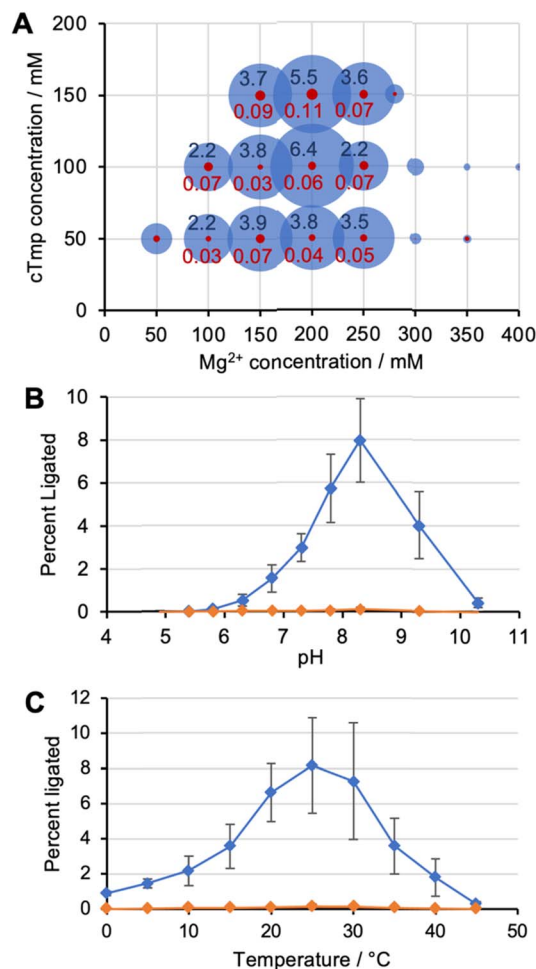 A
200
3.7 5.5 3.6
150
0.09 0.11 0.07
2.2 3.8 6.4 2.2
100
0.07 0.03 0.06 0.07
2.2 3.9 3.8 3.5
50
0.03 0.07 0.04 0.05
0
0 50 100 150 200 250 300 350 400
cTmp concentration / mM
Mg²⁺ concentration / mM
B
10
8
6
4
2
0
4 5 6 7 8 9 10 11
Percent Ligated
pH
C
12
10
8
6
4
2
0
0 10 20 30 40 50
Percent ligated
Temperature / °C